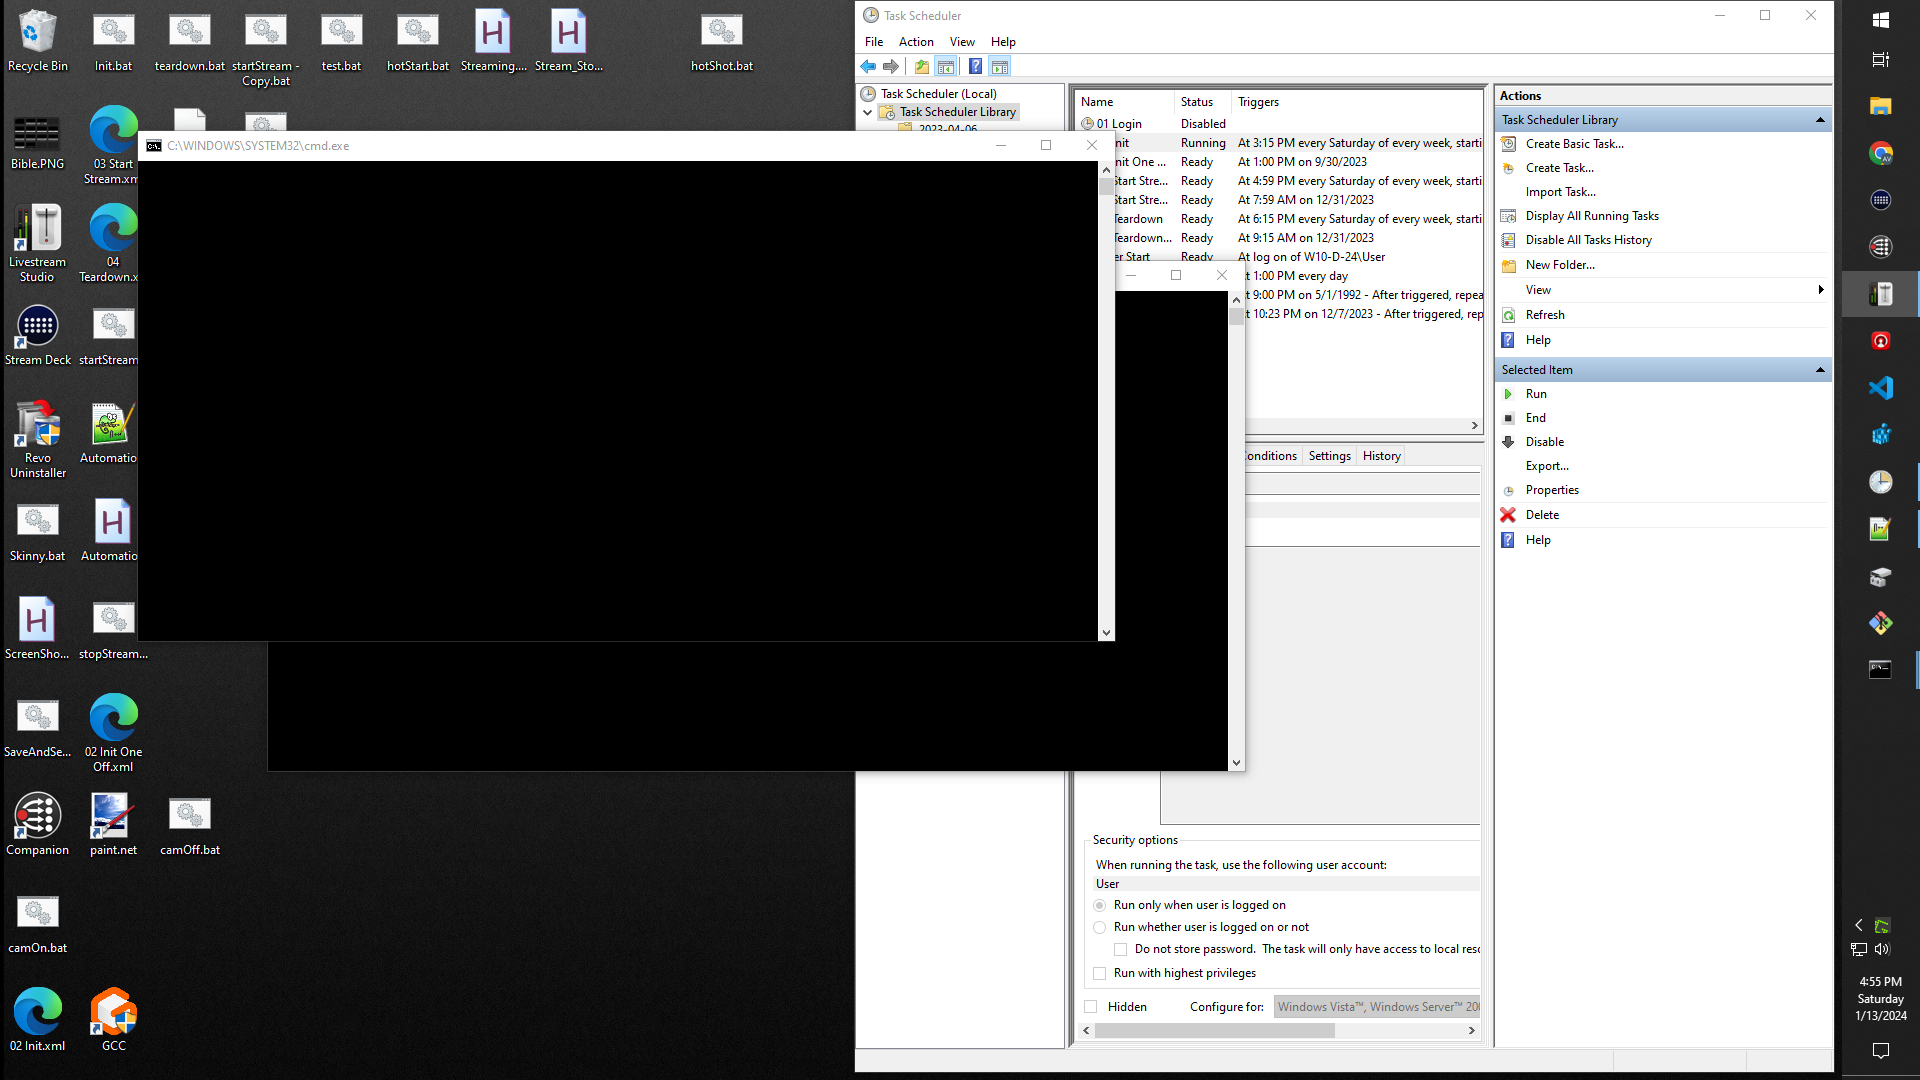 Recycle Bin
Init.bat
teardown.bat
startStream -
Copy.bat
test.bat
hotStart.bat
Streaming....
Stream_Sto...
hotShot.bat
Bible.PNG
03 Start
Stream.xm
Livestream
Studio
04
Teardown.x
Stream Deck
startStream
Revo
Uninstaller
Automatio
Skinny.bat
Automatio
ScreenSho...
stopStream...
SaveAndSe...
02 Init One
Off.xml
Companion
paint.net
camOff.bat
camOn.bat
02 Init.xml
GCC
C:\WINDOWS\SYSTEM32\cmd.exe
Task Scheduler
File Action View Help
Task Scheduler (Local)
Task Scheduler Library
2023-04-06
Name Status Triggers
01 Login Disabled
nit Running At 3:15 PM every Saturday of every week, starti
nit One ... Ready At 1:00 PM on 9/30/2023
Start Stre... Ready At 4:59 PM every Saturday of every week, starti
Start Stre... Ready At 7:59 AM on 12/31/2023
Teardown Ready At 6:15 PM every Saturday of every week, starti
Teardown... Ready At 9:15 AM on 12/31/2023
er Start Ready At log on of W10-D-24\User
t 1:00 PM every day
t 9:00 PM on 5/1/1992 - After triggered, repea
t 10:23 PM on 12/7/2023 - After triggered, rep
onditions Settings History
Security options
When running the task, use the following user account:
User
Run only when user is logged on
Run whether user is logged on or not
Do not store password. The task will only have access to local resc
Run with highest privileges
Hidden Configure for: Windows Vista™, Windows Server™ 200
Actions
Task Scheduler Library
Create Basic Task...
Create Task...
Import Task...
Display All Running Tasks
Disable All Tasks History
New Folder...
View
Refresh
Help
Selected Item
Run
End
Disable
Export...
Properties
Delete
Help
4:55 PM
Saturday
1/13/2024